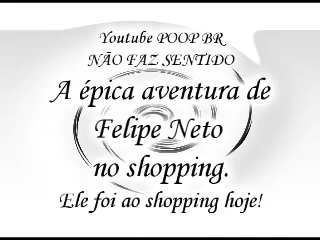 Youtube POOP BR
NÃO FAZ SENTIDO
A épica aventura de
Felipe Neto
no shopping.
Ele foi ao shopping hoje!